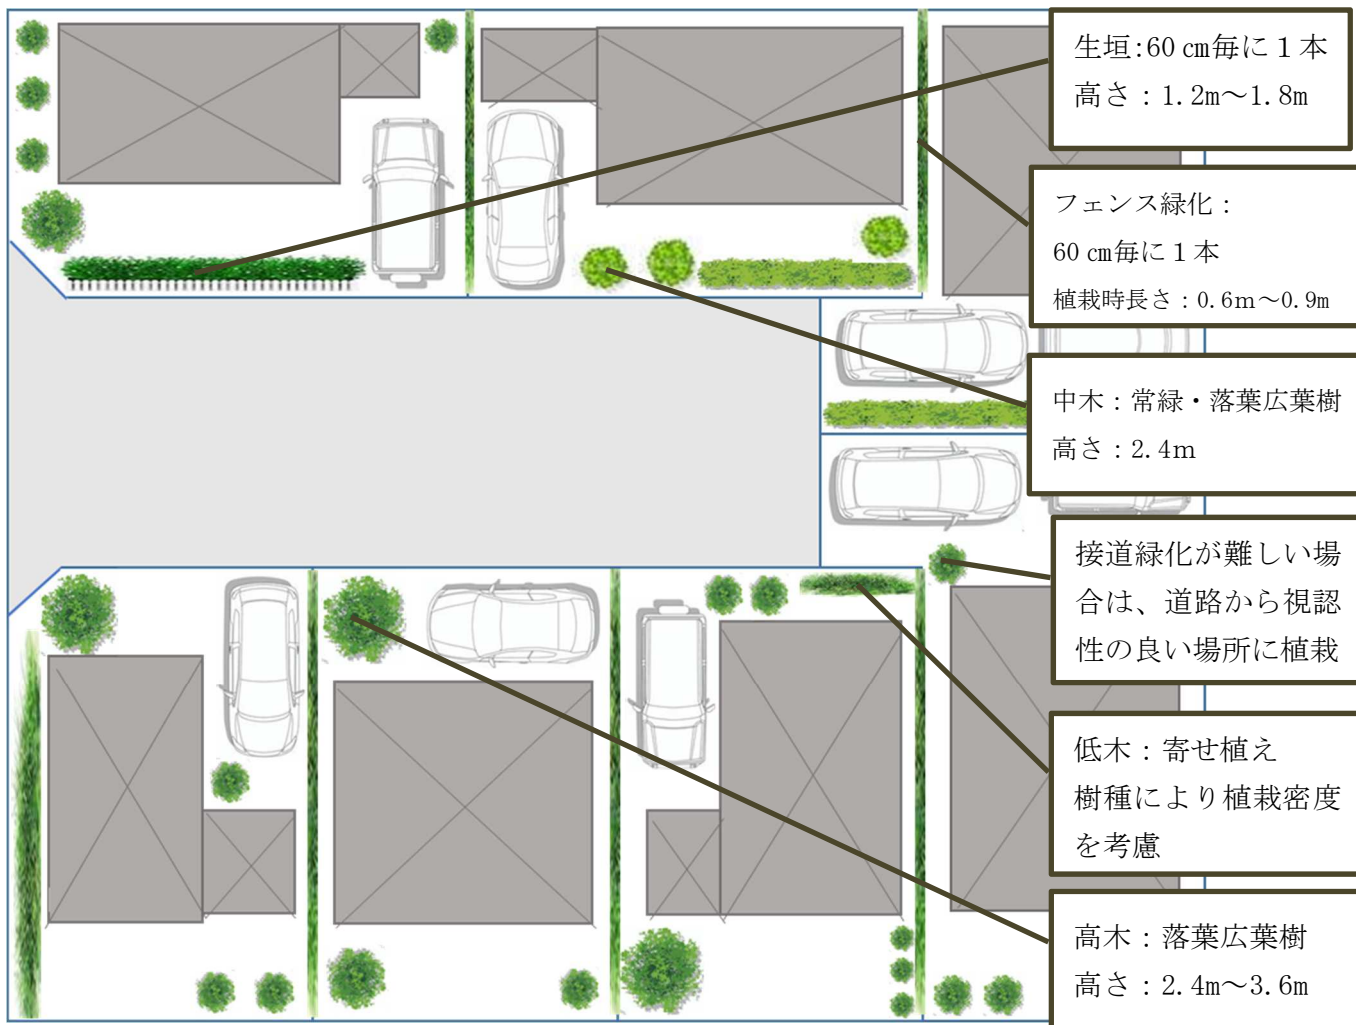 生垣:60㎝毎に1本
高さ：1.2m～1.8m
フェンス緑化：
60㎝毎に1本
植栽時長さ：0.6m～0.9m
中木：常緑・落葉広葉樹
高さ：2.4m
接道緑化が難しい場
合は、道路から視認
性の良い場所に植栽
低木：寄せ植え
樹種により植栽密度
を考慮
高木：落葉広葉樹
高さ：2.4m～3.6m